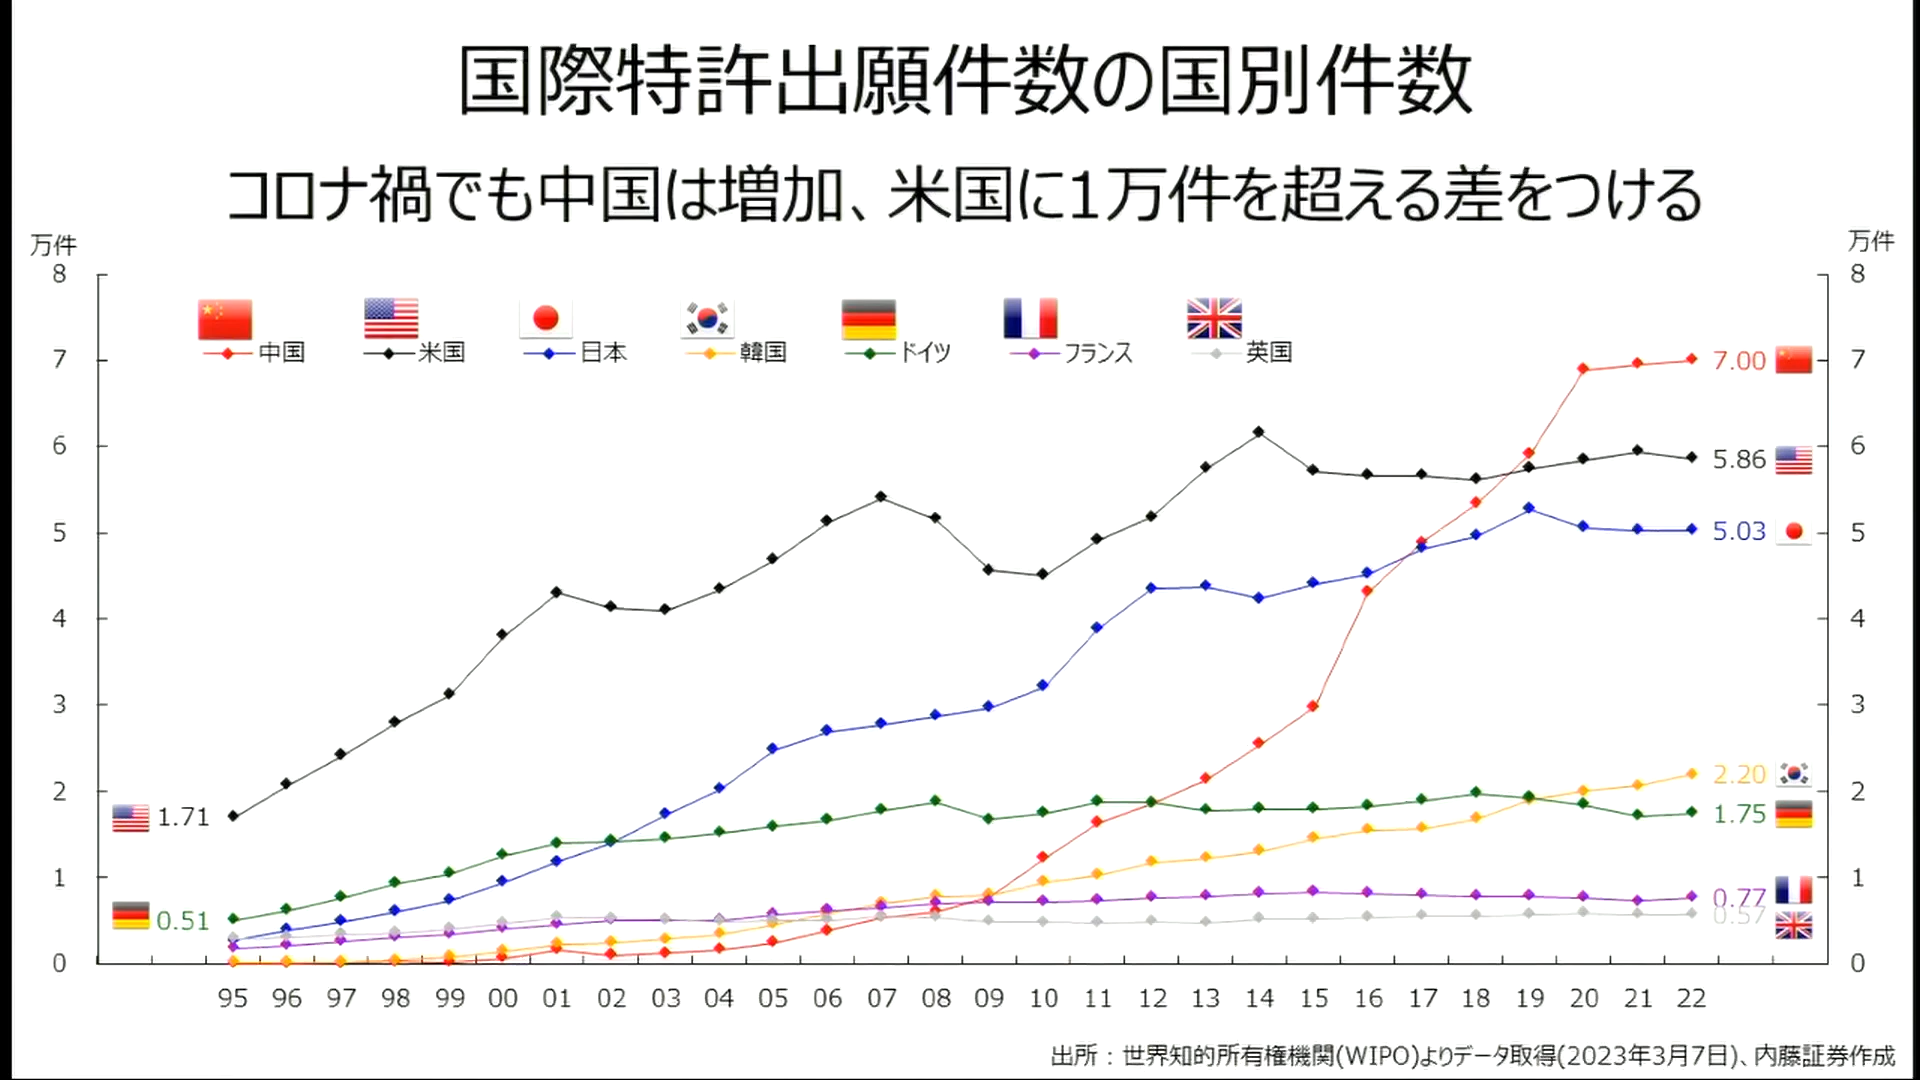 国際特許出願件数の国別件数
コロナ禍でも中国は増加、米国に1万件を超える差をつける
万件 万件
中国 米国 日本 韓国 ドイツ フランス 英国
8 8
7 7.00 7
6 5.86 6
5 5.03 5
4 4
3 3
2 2.20 2
1.71 1.75
1 0.77 1
0.51 0.57
0 0
95 96 97 98 99 00 01 02 03 04 05 06 07 08 09 10 11 12 13 14 15 16 17 18 19 20 21 22
出所：世界知的所有権機関(WIPO)よりデータ取得(2023年3月7日)、内藤証券作成